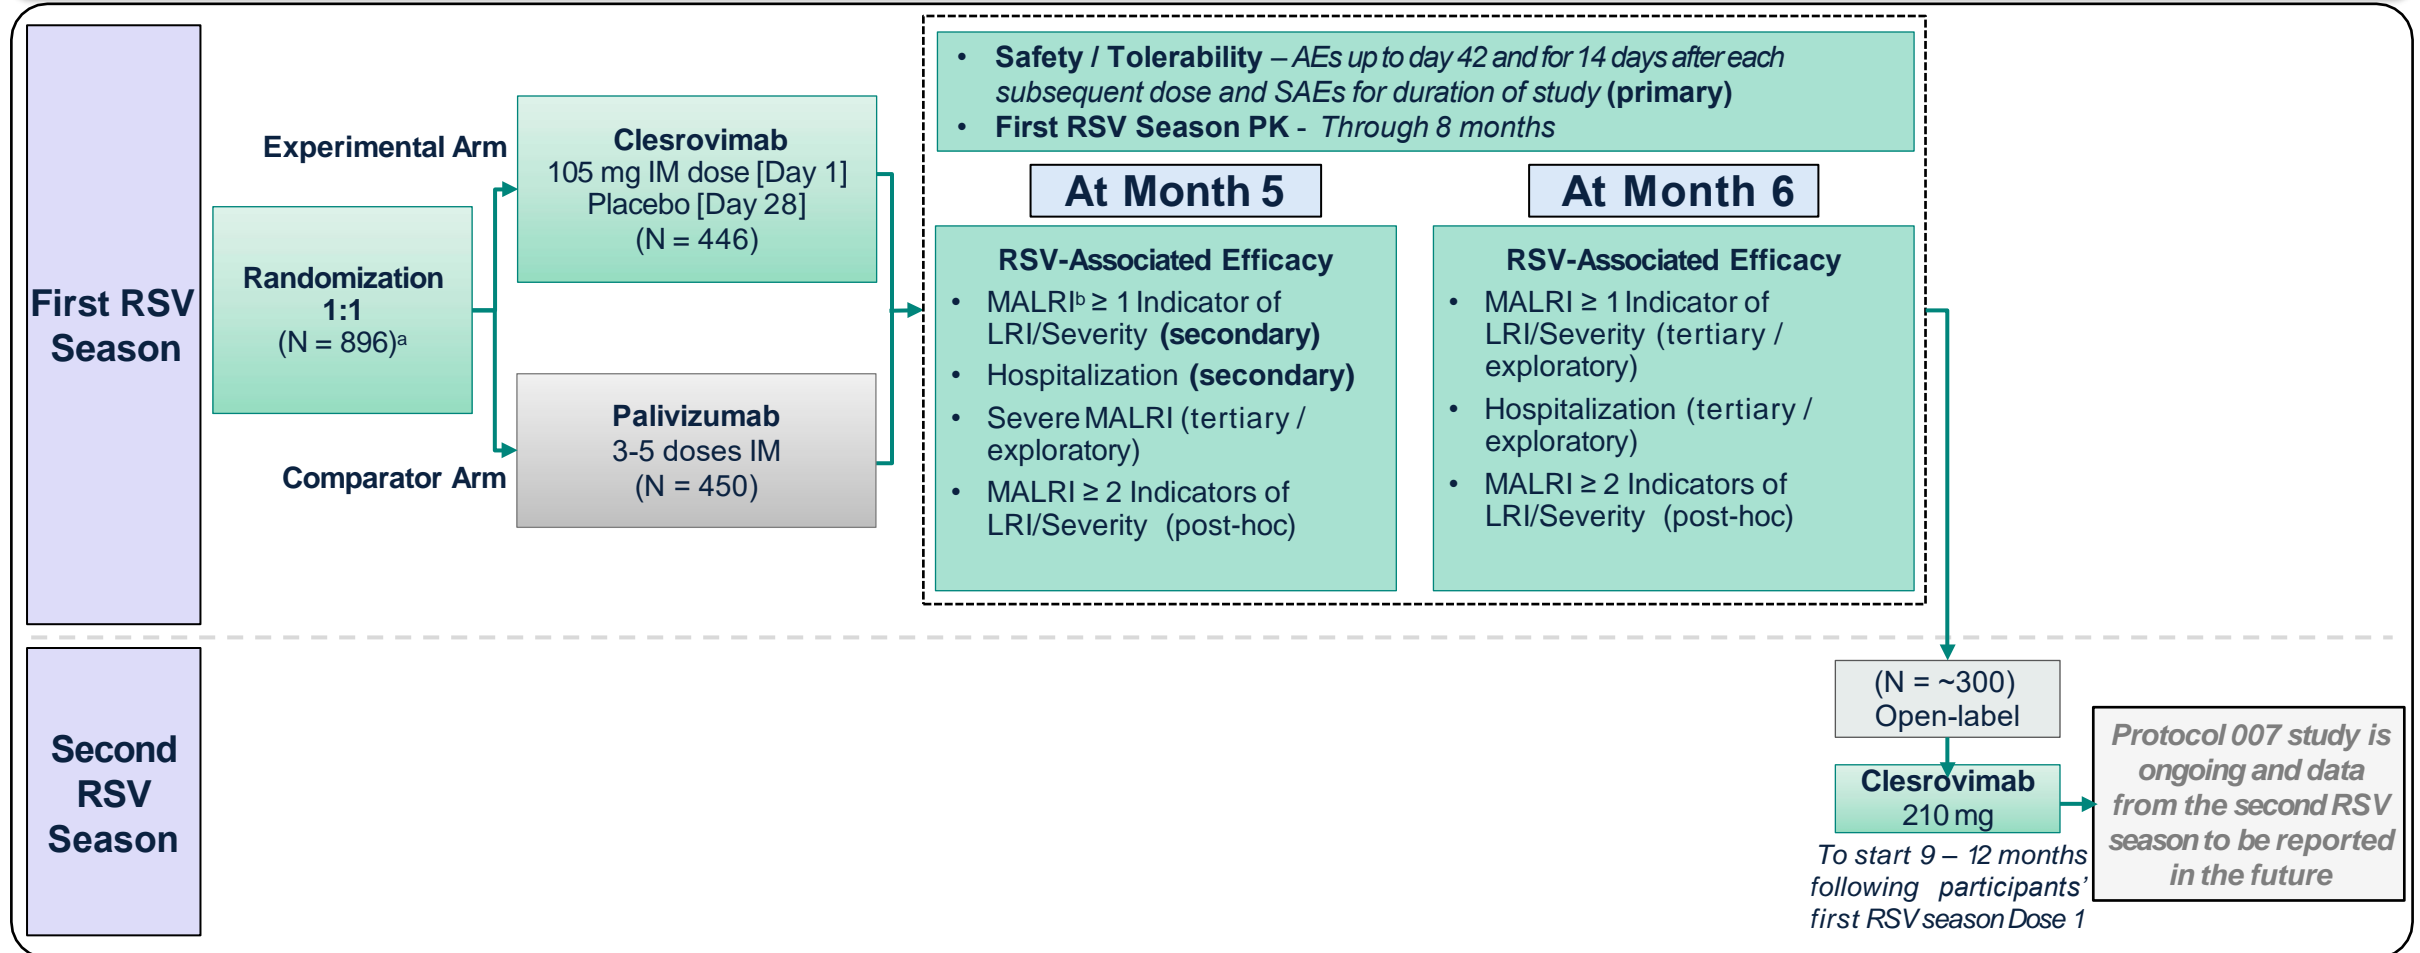 First RSV
Season
Randomization
1:1
(N = 896)ᵃ
Experimental Arm
Clesrovimab
105 mg IM dose [Day 1]
Placebo [Day 28]
(N = 446)
Comparator Arm
Palivizumab
3-5 doses IM
(N = 450)
• Safety / Tolerability – AEs up to day 42 and for 14 days after each
subsequent dose and SAEs for duration of study (primary)
• First RSV Season PK - Through 8 months
At Month 5
RSV-Associated Efficacy
• MALRIᵇ ≥ 1 Indicator of
LRI/Severity (secondary)
• Hospitalization (secondary)
• Severe MALRI (tertiary /
exploratory)
• MALRI ≥ 2 Indicators of
LRI/Severity (post-hoc)
At Month 6
RSV-Associated Efficacy
• MALRI ≥ 1 Indicator of
LRI/Severity (tertiary /
exploratory)
• Hospitalization (tertiary /
exploratory)
• MALRI ≥ 2 Indicators of
LRI/Severity (post-hoc)
Second
RSV
Season
(N = ~300)
Open-label
Clesrovimab
210 mg
To start 9 – 12 months
following participants’
first RSV season Dose 1
Protocol 007 study is
ongoing and data
from the second RSV
season to be reported
in the future